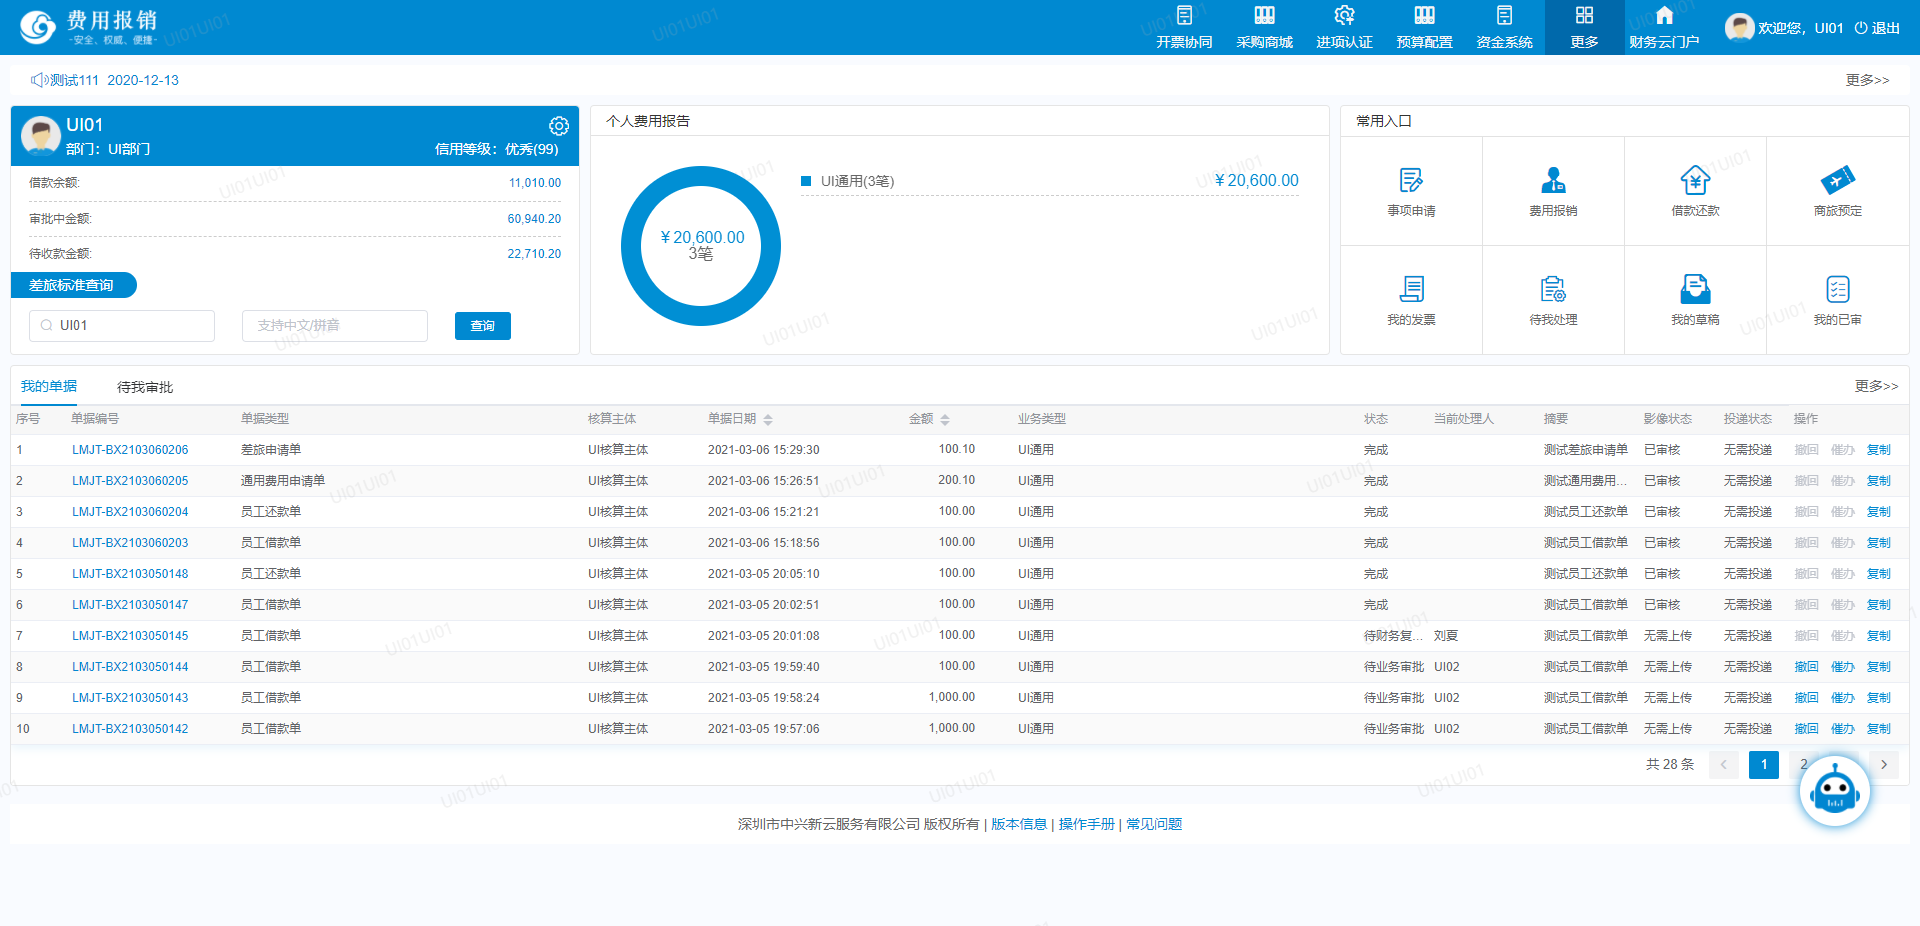 费用报销
-安全、权威、便捷-
开票协同 采购商城 进项认证 预算配置 资金系统 更多 财务云门户 欢迎您，UI01 退出
测试111 2020-12-13 更多>>
UI01
部门：UI部门 信用等级：优秀(99)
借款余额: 11,010.00
审批中金额: 60,940.20
待收款金额: 22,710.20
差旅标准查询
UI01 支持中文/拼音 查询
个人费用报告
¥20,600.00
3笔
UI通用(3笔) ¥20,600.00
常用入口
事项申请 费用报销 借款还款 商旅预定
我的发票 待我处理 我的草稿 我的已审
我的单据 待我审批 更多>>
序号 单据编号 单据类型 核算主体 单据日期 金额 业务类型 状态 当前处理人 摘要 影像状态 投递状态 操作
1 LMJT-BX2103060206 差旅申请单 UI核算主体 2021-03-06 15:29:30 100.10 UI通用 完成 测试差旅申请单 已审核 无需投递 撤回 催办 复制
2 LMJT-BX2103060205 通用费用申请单 UI核算主体 2021-03-06 15:26:51 200.10 UI通用 完成 测试通用费用... 已审核 无需投递 撤回 催办 复制
3 LMJT-BX2103060204 员工还款单 UI核算主体 2021-03-06 15:21:21 100.00 UI通用 完成 测试员工还款单 已审核 无需投递 撤回 催办 复制
4 LMJT-BX2103060203 员工借款单 UI核算主体 2021-03-06 15:18:56 100.00 UI通用 完成 测试员工借款单 已审核 无需投递 撤回 催办 复制
5 LMJT-BX2103050148 员工还款单 UI核算主体 2021-03-05 20:05:10 100.00 UI通用 完成 测试员工还款单 已审核 无需投递 撤回 催办 复制
6 LMJT-BX2103050147 员工借款单 UI核算主体 2021-03-05 20:02:51 100.00 UI通用 完成 测试员工借款单 已审核 无需投递 撤回 催办 复制
7 LMJT-BX2103050145 员工借款单 UI核算主体 2021-03-05 20:01:08 100.00 UI通用 待财务复... 刘夏 测试员工借款单 无需上传 无需投递 撤回 催办 复制
8 LMJT-BX2103050144 员工借款单 UI核算主体 2021-03-05 19:59:40 100.00 UI通用 待业务审批 UI02 测试员工借款单 无需上传 无需投递 撤回 催办 复制
9 LMJT-BX2103050143 员工借款单 UI核算主体 2021-03-05 19:58:24 1,000.00 UI通用 待业务审批 UI02 测试员工借款单 无需上传 无需投递 撤回 催办 复制
10 LMJT-BX2103050142 员工借款单 UI核算主体 2021-03-05 19:57:06 1,000.00 UI通用 待业务审批 UI02 测试员工借款单 无需上传 无需投递 撤回 催办 复制
共 28 条 < 1 2 >
深圳市中兴新云服务有限公司 版权所有 | 版本信息 | 操作手册 | 常见问题